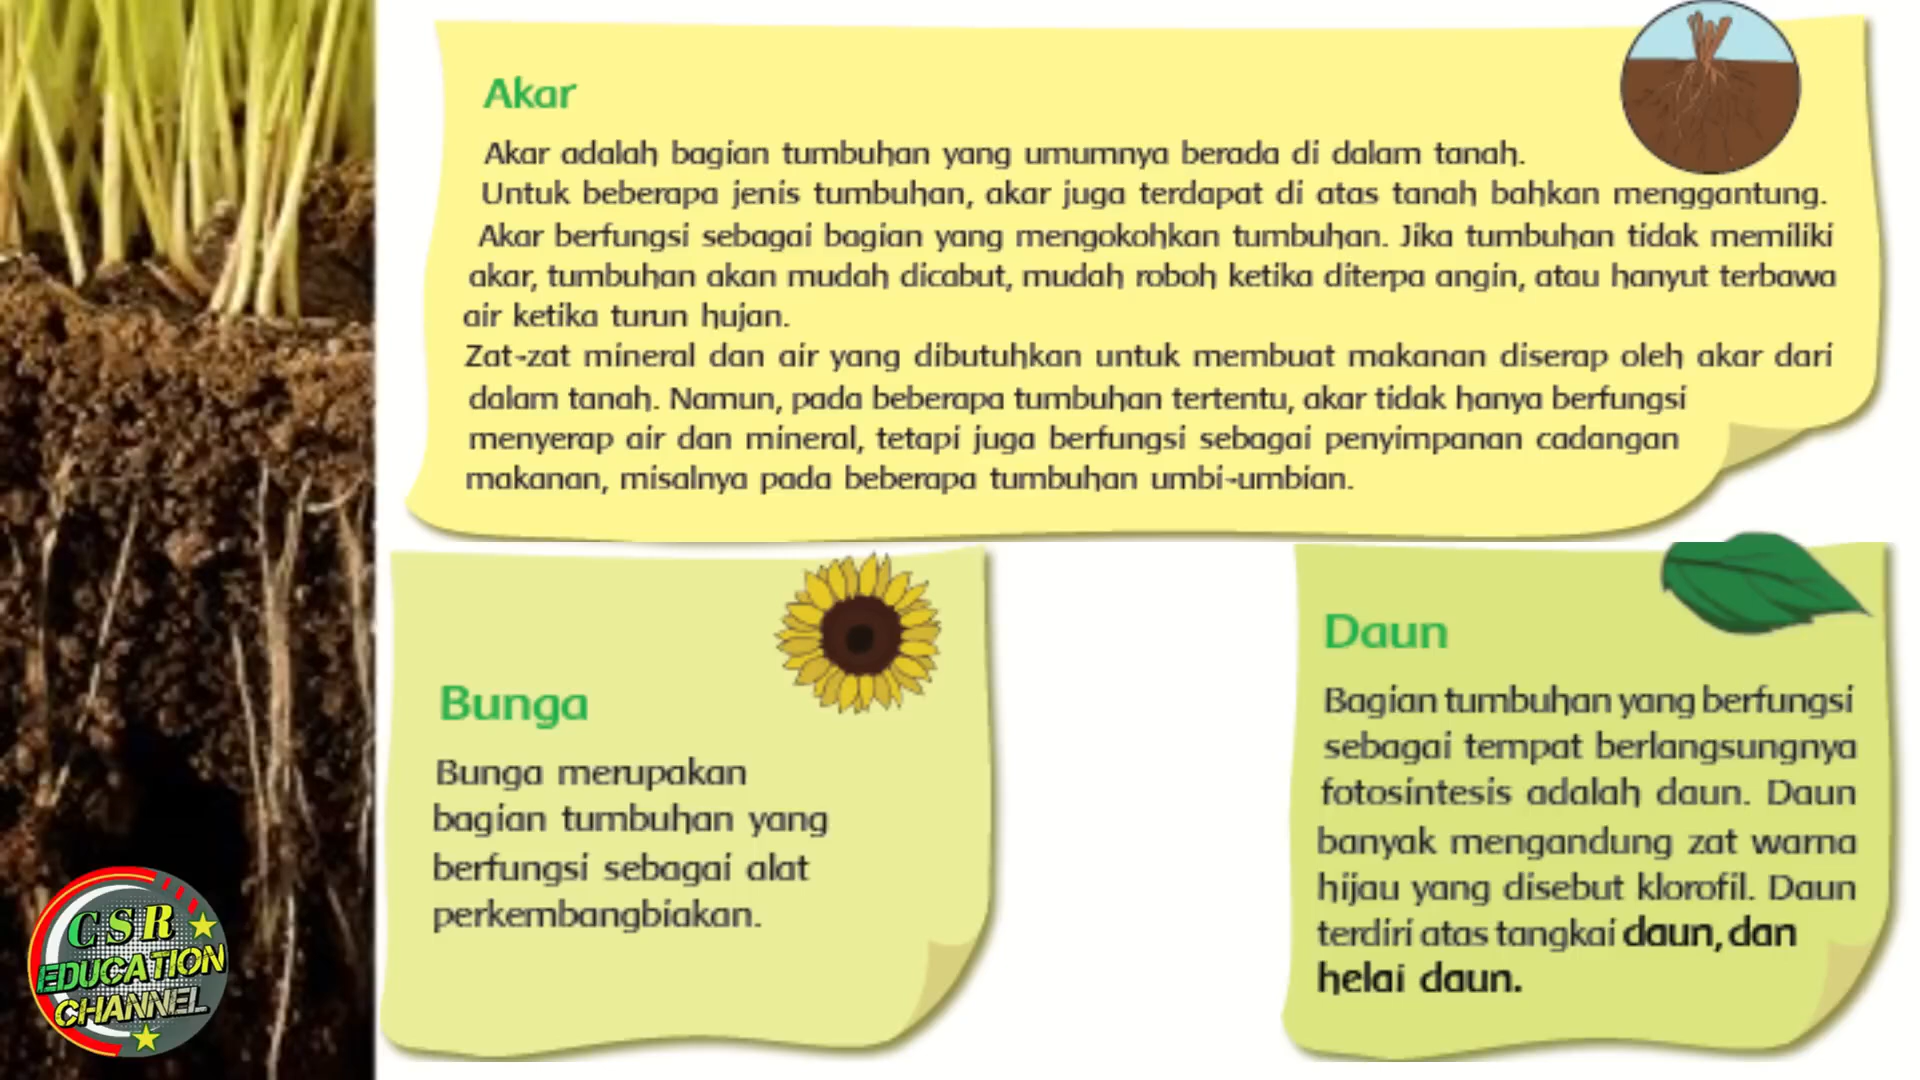 Akar
Akar adalah bagian tumbuhan yang umumnya berada di dalam tanah.
Untuk beberapa jenis tumbuhan, akar juga terdapat di atas tanah bahkan menggantung.
Akar berfungsi sebagai bagian yang mengokohkan tumbuhan. Jika tumbuhan tidak memiliki
akar, tumbuhan akan mudah dicabut, mudah roboh ketika diterpa angin, atau hanyut terbawa
air ketika turun hujan.
Zat-zat mineral dan air yang dibutuhkan untuk membuat makanan diserap oleh akar dari
dalam tanah. Namun, pada beberapa tumbuhan tertentu, akar tidak hanya berfungsi
menyerap air dan mineral, tetapi juga berfungsi sebagai penyimpanan cadangan
makanan, misalnya pada beberapa tumbuhan umbi-umbian.
Bunga
Bunga merupakan
bagian tumbuhan yang
berfungsi sebagai alat
perkembangbiakan.
Daun
Bagian tumbuhan yang berfungsi
sebagai tempat berlangsungnya
fotosintesis adalah daun. Daun
banyak mengandung zat warna
hijau yang disebut klorofil. Daun
terdiri atas tangkai daun, dan
helai daun.
CSR
EDUCATION
CHANNEL